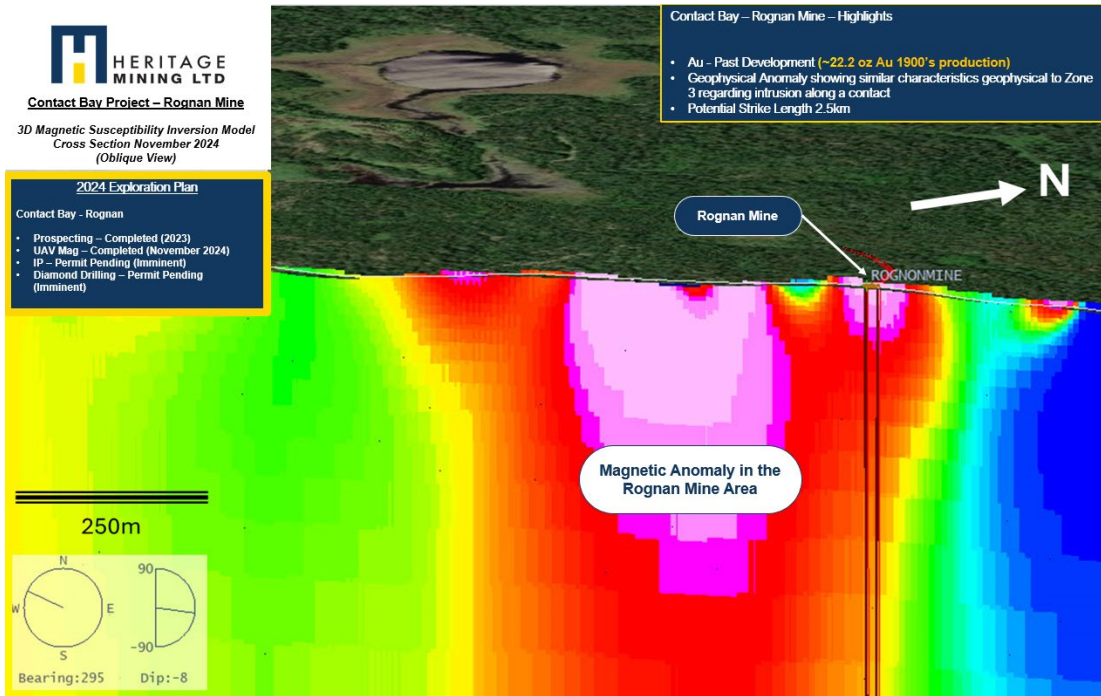 HERITAGE
MINING LTD
Contact Bay Project – Rognan Mine
3D Magnetic Susceptibility Inversion Model
Cross Section November 2024
(Oblique View)
2024 Exploration Plan
Contact Bay - Rognan
• Prospecting – Completed (2023)
• UAV Mag – Completed (November 2024)
• IP – Permit Pending (Imminent)
• Diamond Drilling – Permit Pending
(Imminent)
Contact Bay – Rognan Mine – Highlights
• Au - Past Development (~22.2 oz Au 1900's production)
• Geophysical Anomaly showing similar characteristics geophysical to Zone
3 regarding intrusion along a contact
• Potential Strike Length 2.5km
N
Rognan Mine
ROGNONMINE
Magnetic Anomaly in the
Rognan Mine Area
250m
N
W
E
S
90
-90
Bearing:295
Dip:-8